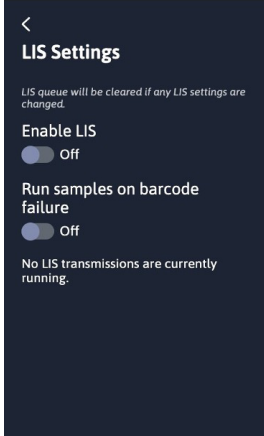 LIS Settings
LIS queue will be cleared if any LIS settings are
changed.
Enable LIS
Off
Run samples on barcode
failure
Off
No LIS transmissions are currently
running.